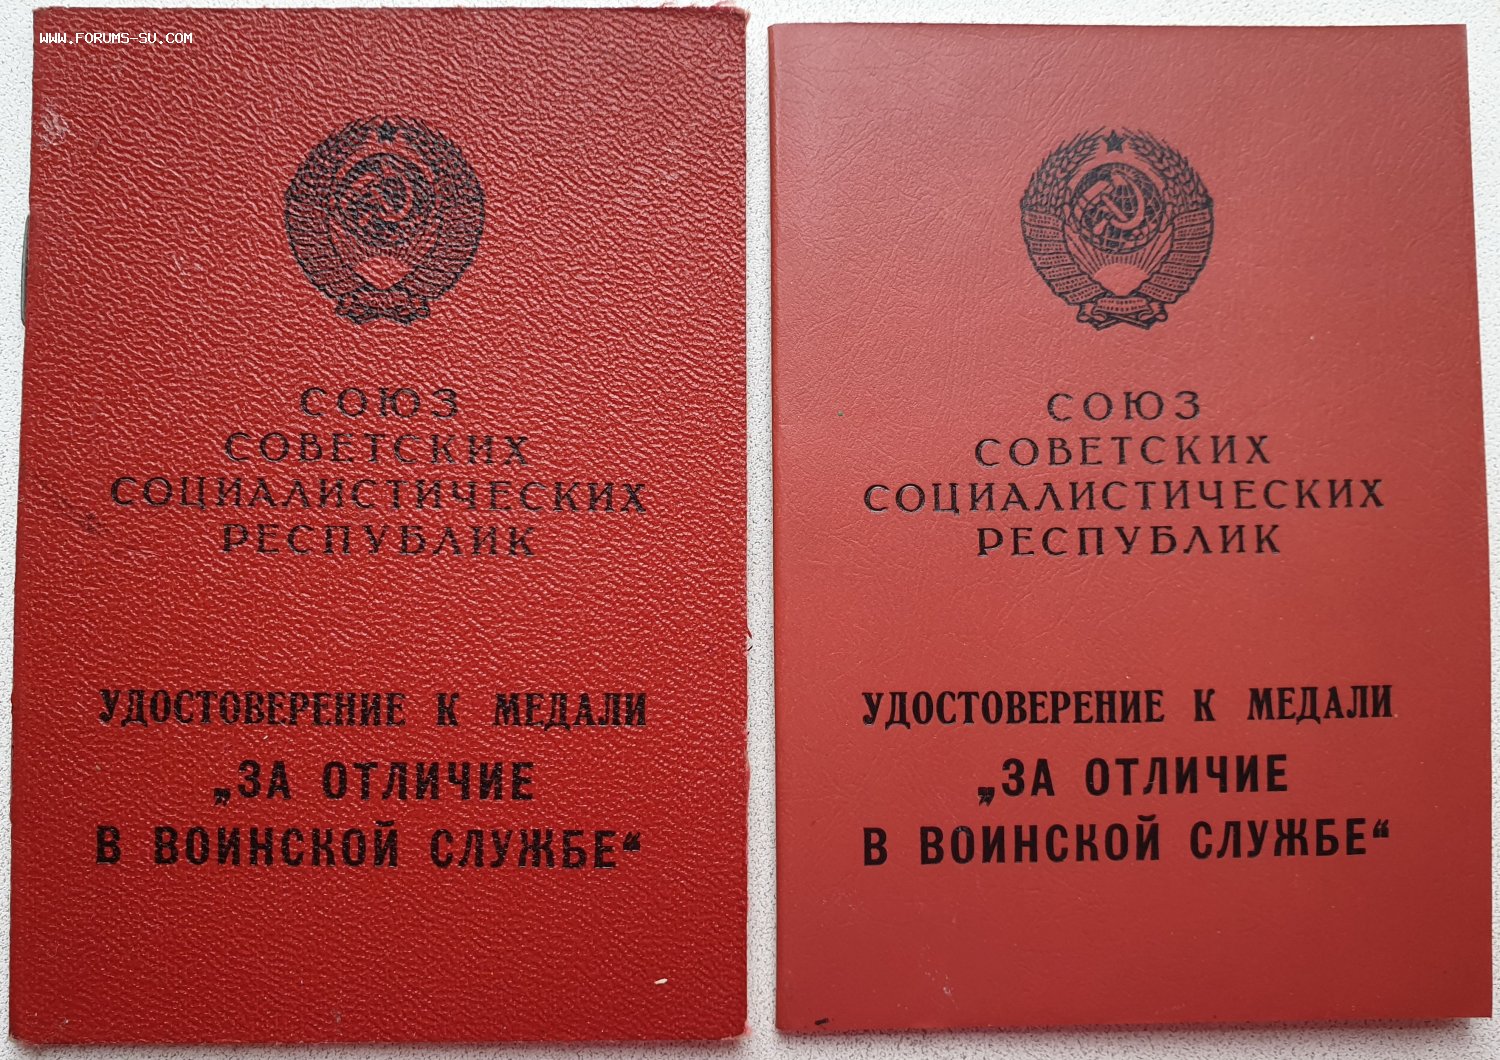 WWW.FORUMS-SU.COM
СОЮЗ
СОВЕТСКИХ
СОЦИАЛИСТИЧЕСКИХ
РЕСПУБЛИК
УДОСТОВЕРЕНИЕ К МЕДАЛИ
„ЗА ОТЛИЧИЕ
В ВОИНСКОЙ СЛУЖБЕ“
СОЮЗ
СОВЕТСКИХ
СОЦИАЛИСТИЧЕСКИХ
РЕСПУБЛИК
УДОСТОВЕРЕНИЕ К МЕДАЛИ
„ЗА ОТЛИЧИЕ
В ВОИНСКОЙ СЛУЖБЕ“